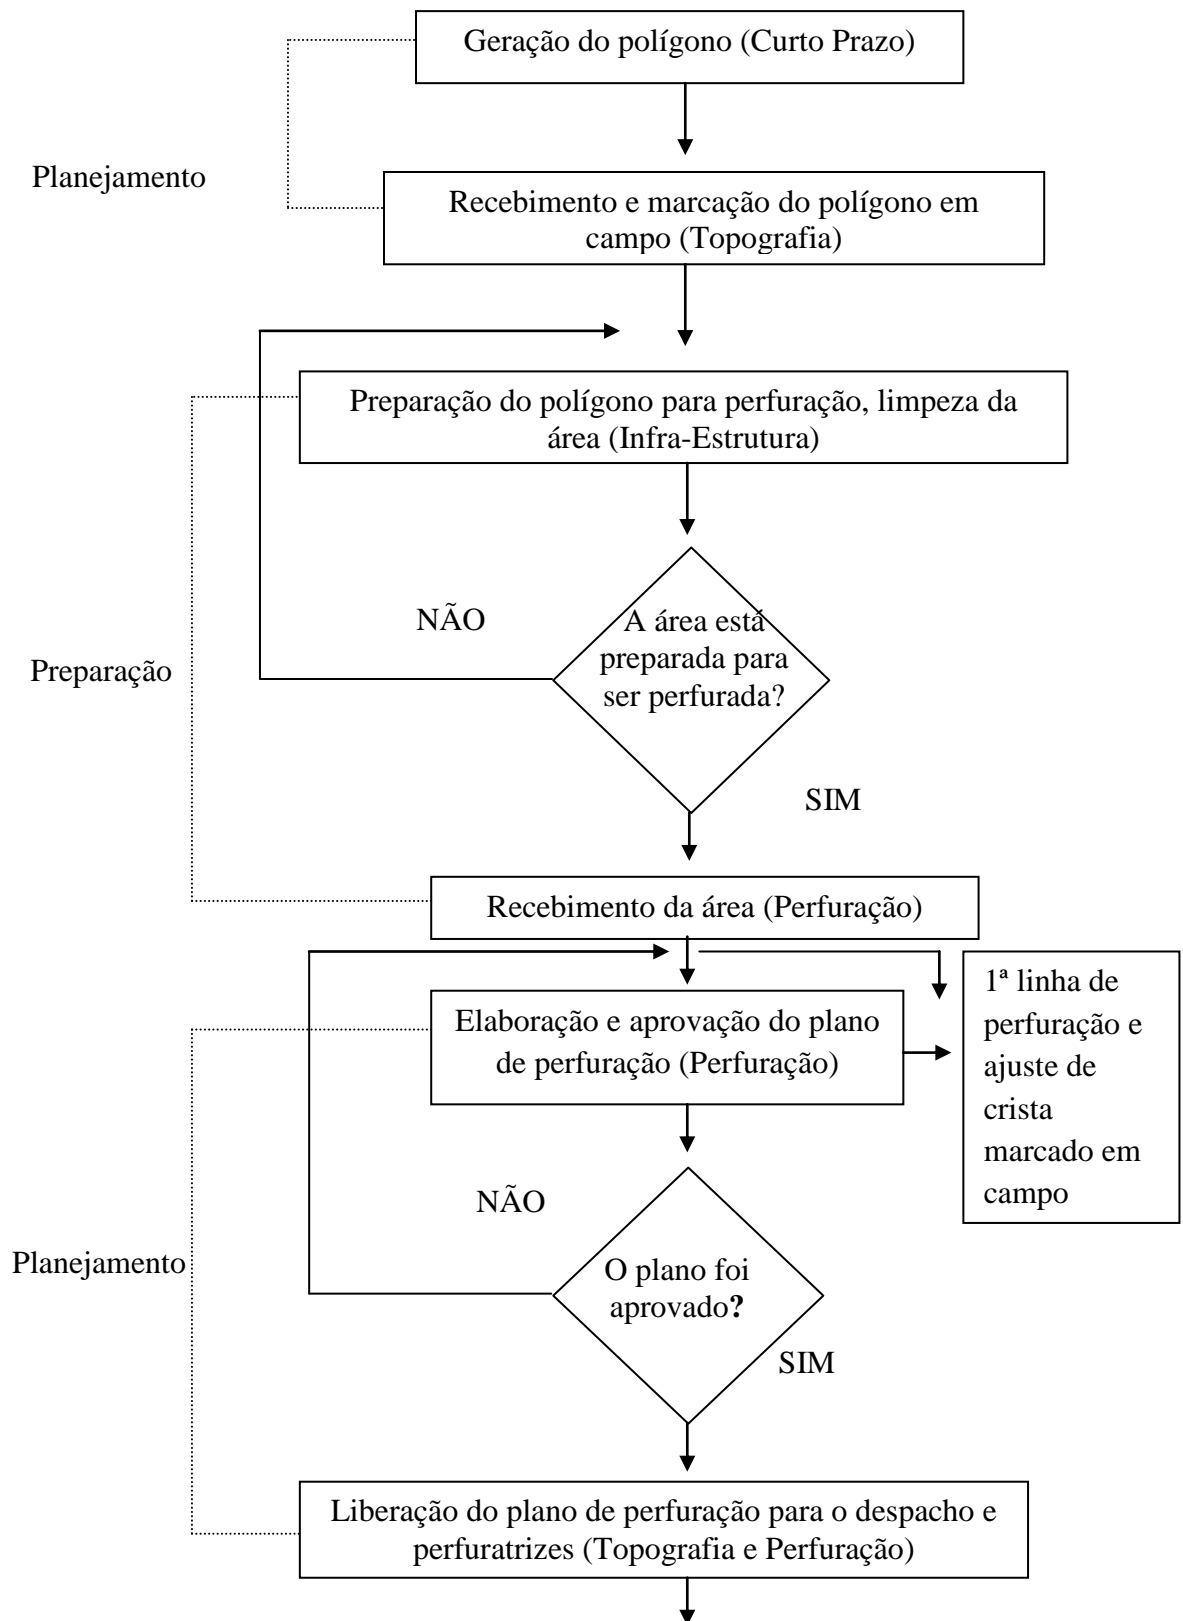 Geração do polígono (Curto Prazo)
Planejamento
Recebimento e marcação do polígono em
campo (Topografia)
Preparação do polígono para perfuração, limpeza da
área (Infra-Estrutura)
NÃO
A área está
preparada para
ser perfurada?
Preparação
SIM
Recebimento da área (Perfuração)
1ª linha de
perfuração e
ajuste de
crista
marcado em
campo
Elaboração e aprovação do plano
de perfuração (Perfuração)
NÃO
Planejamento
O plano foi
aprovado?
SIM
Liberação do plano de perfuração para o despacho e
perfuratrizes (Topografia e Perfuração)